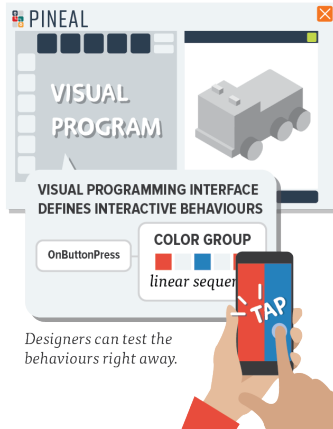 PINEAL
VISUAL
PROGRAM
VISUAL PROGRAMMING INTERFACE
DEFINES INTERACTIVE BEHAVIOURS
OnButtonPress
COLOR GROUP
linear
TAP
Designers can test the
behaviours right away.